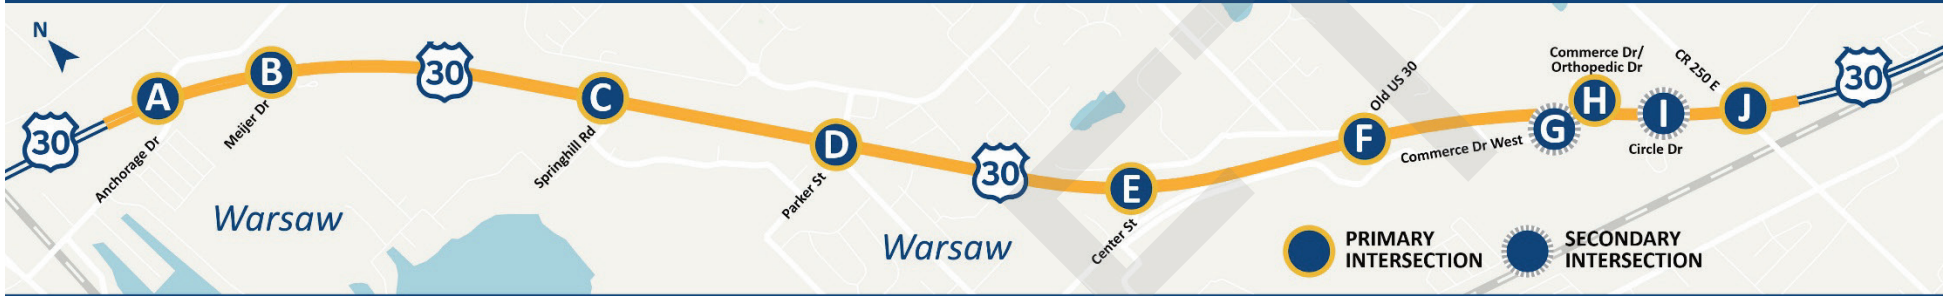 N
30
A
Anchorage Dr
B
Meijer Dr
30
C
Springhill Rd
D
Parker St
30
E
Center St
F
Old US 30
Commerce Dr West
G
Commerce Dr/
Orthopedic Dr
H
I
Circle Dr
CR 250 E
J
30
Warsaw
Warsaw
PRIMARY
INTERSECTION
SECONDARY
INTERSECTION